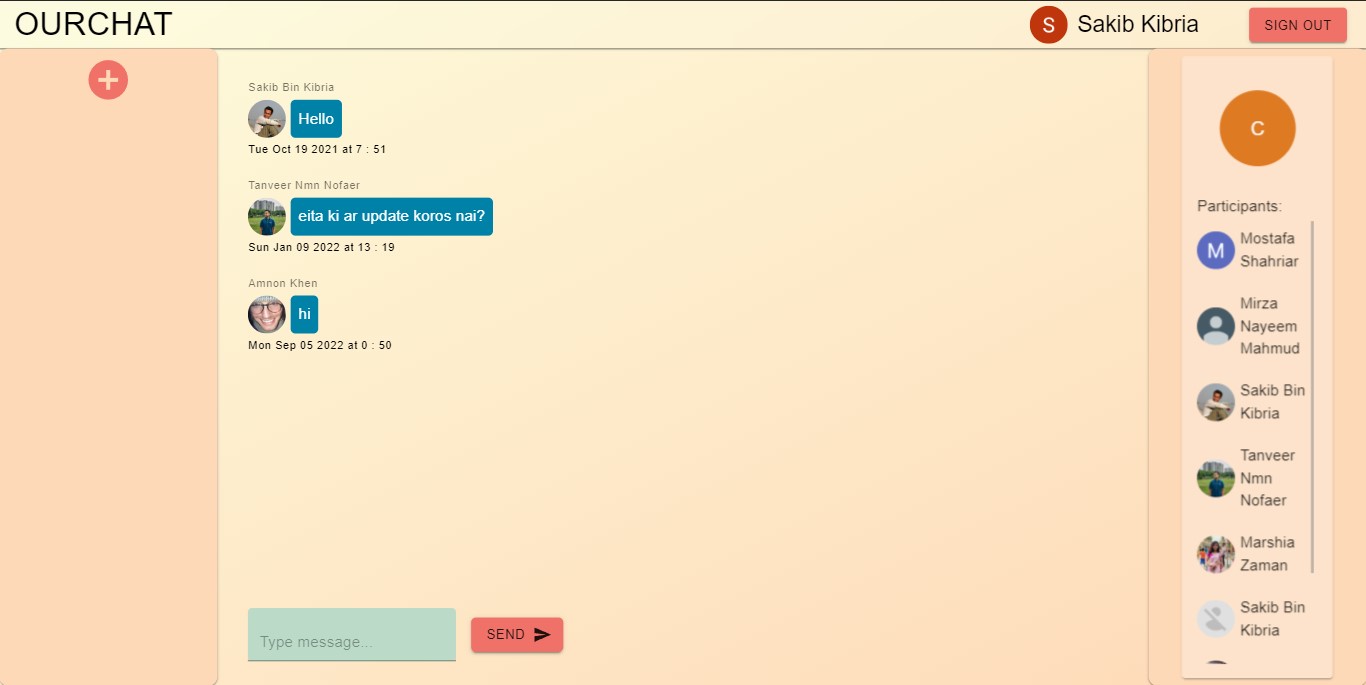 OURCHAT
S
Sakib Kibria
SIGN OUT
Sakib Bin Kibria
Hello
Tue Oct 19 2021 at 7 : 51
Tanveer Nmn Nofaer
eita ki ar update koros nai?
Sun Jan 09 2022 at 13 : 19
Amnon Khen
hi
Mon Sep 05 2022 at 0 : 50
Type message...
SEND
C
Participants:
M
Mostafa
Shahriar
Mirza
Nayeem
Mahmud
Sakib Bin
Kibria
Tanveer
Nmn
Nofaer
Marshia
Zaman
Sakib Bin
Kibria